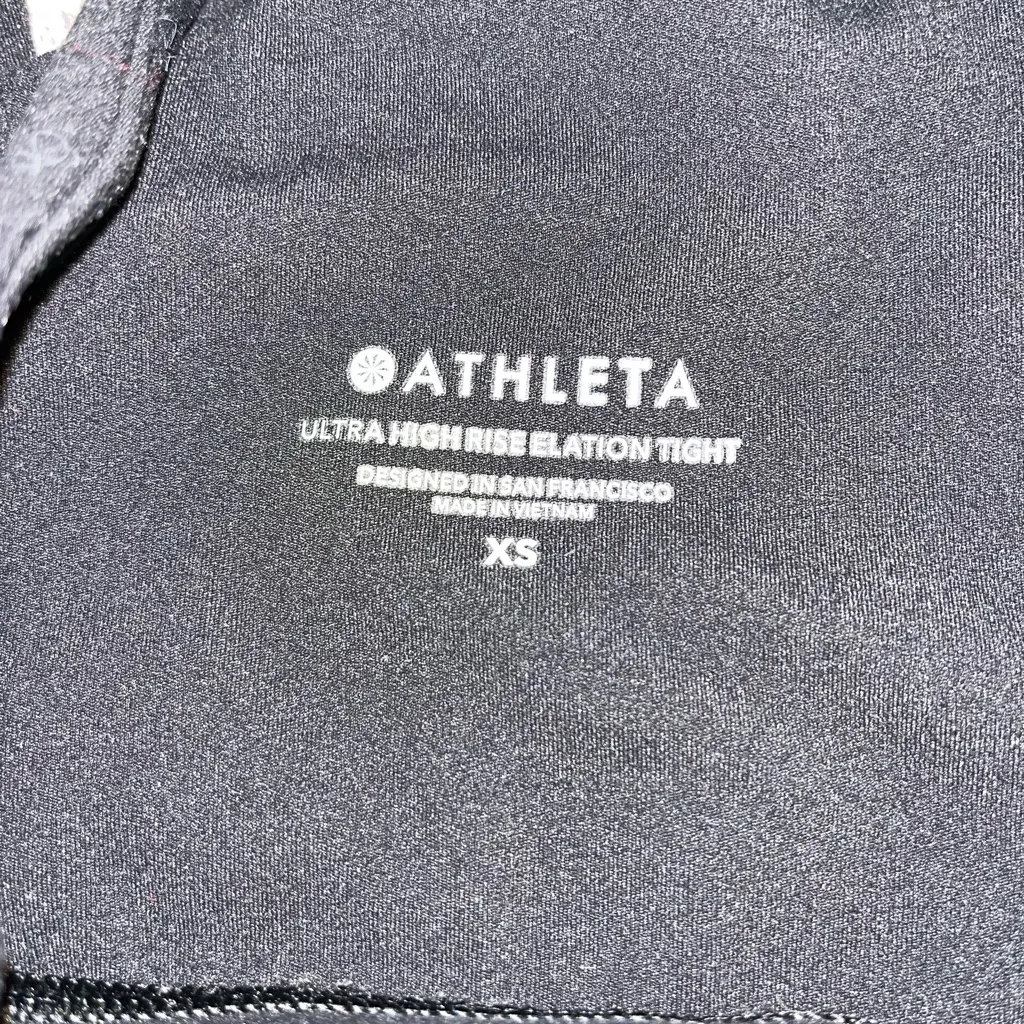 ATHLETA
ULTRA HIGH RISE ELATION TIGHT
DESIGNED IN SAN FRANCISCO
MADE IN VIETNAM
XS